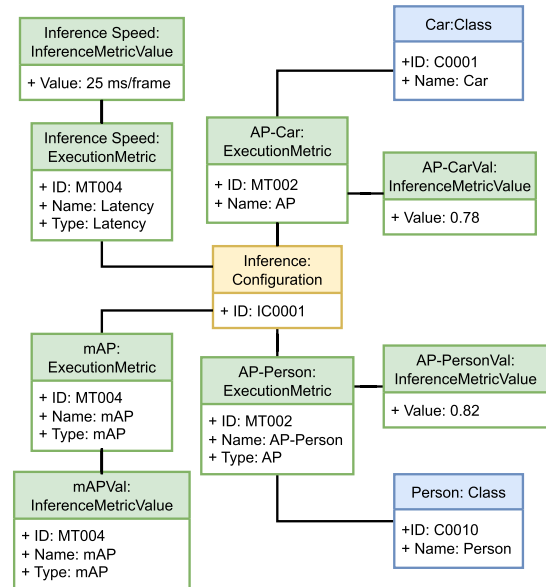 Inference Speed:
InferenceMetricValue
+ Value: 25 ms/frame
Car:Class
+ID: C0001
+ Name: Car
Inference Speed:
ExecutionMetric
+ ID: MT004
+ Name: Latency
+ Type: Latency
AP-Car:
ExecutionMetric
+ ID: MT002
+ Name: AP
AP-CarVal:
InferenceMetricValue
+ Value: 0.78
Inference:
Configuration
+ ID: IC0001
mAP:
ExecutionMetric
+ ID: MT004
+ Name: mAP
+ Type: mAP
AP-Person:
ExecutionMetric
+ ID: MT002
+ Name: AP-Person
+ Type: AP
AP-PersonVal:
InferenceMetricValue
+ Value: 0.82
mAPVal:
InferenceMetricValue
+ ID: MT004
+ Name: mAP
+ Type: mAP
Person: Class
+ID: C0010
+ Name: Person